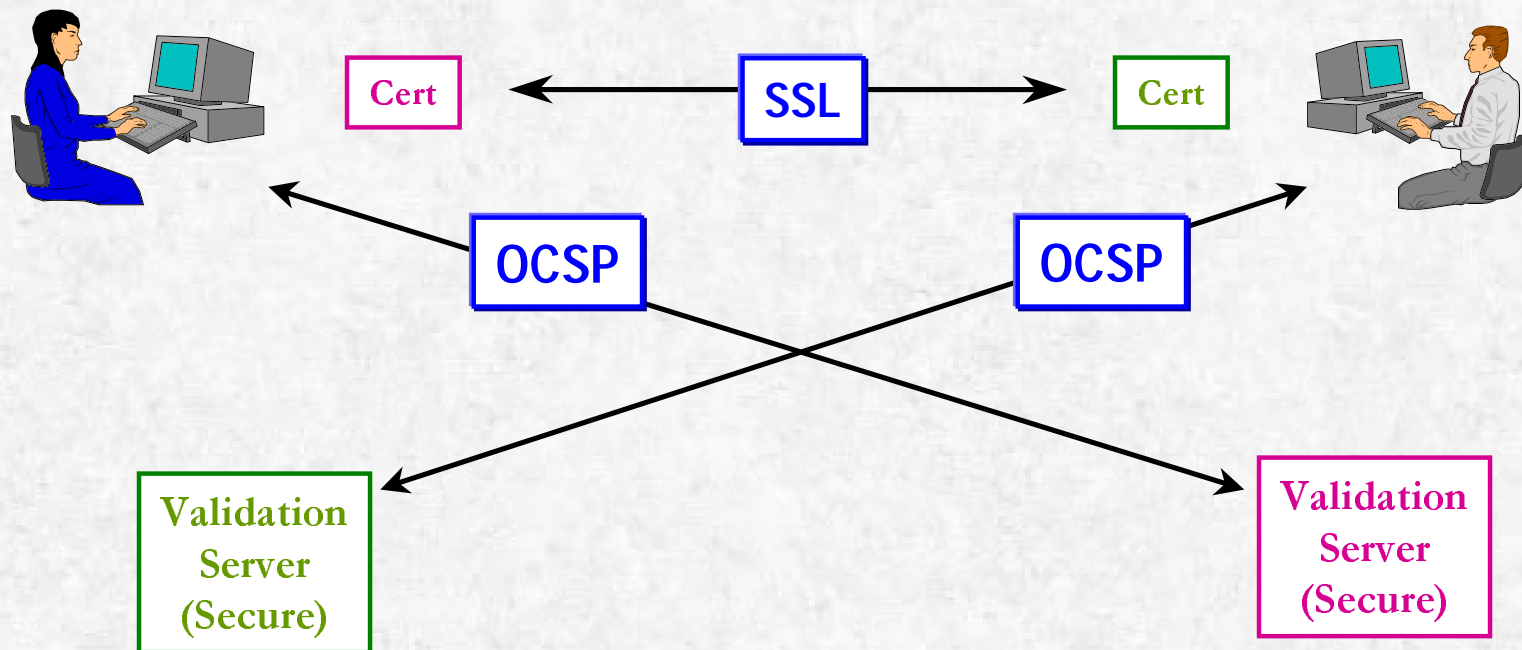 Cert
SSL
Cert
OCSP
OCSP
Validation
Server
(Secure)
Validation
Server
(Secure)